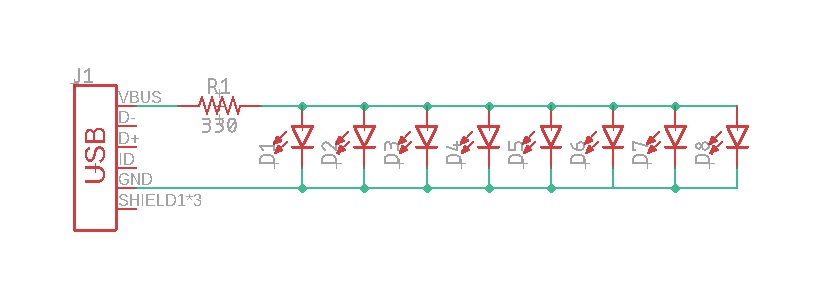 J1
USB
VBUS
D-
D+
ID
GND
SHIELD1*3
R1
330
D1
D2
D3
D4
D5
D6
D7
D8